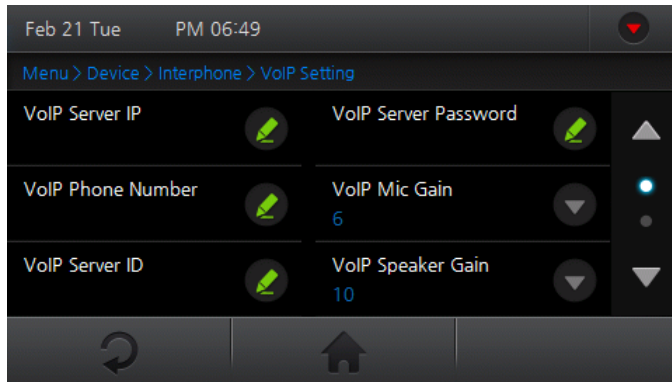 Feb 21 Tue PM 06:49
Menu > Device > Interphone > VoIP Setting
VoIP Server IP
VoIP Server Password
VoIP Phone Number
VoIP Mic Gain
6
VoIP Server ID
VoIP Speaker Gain
10